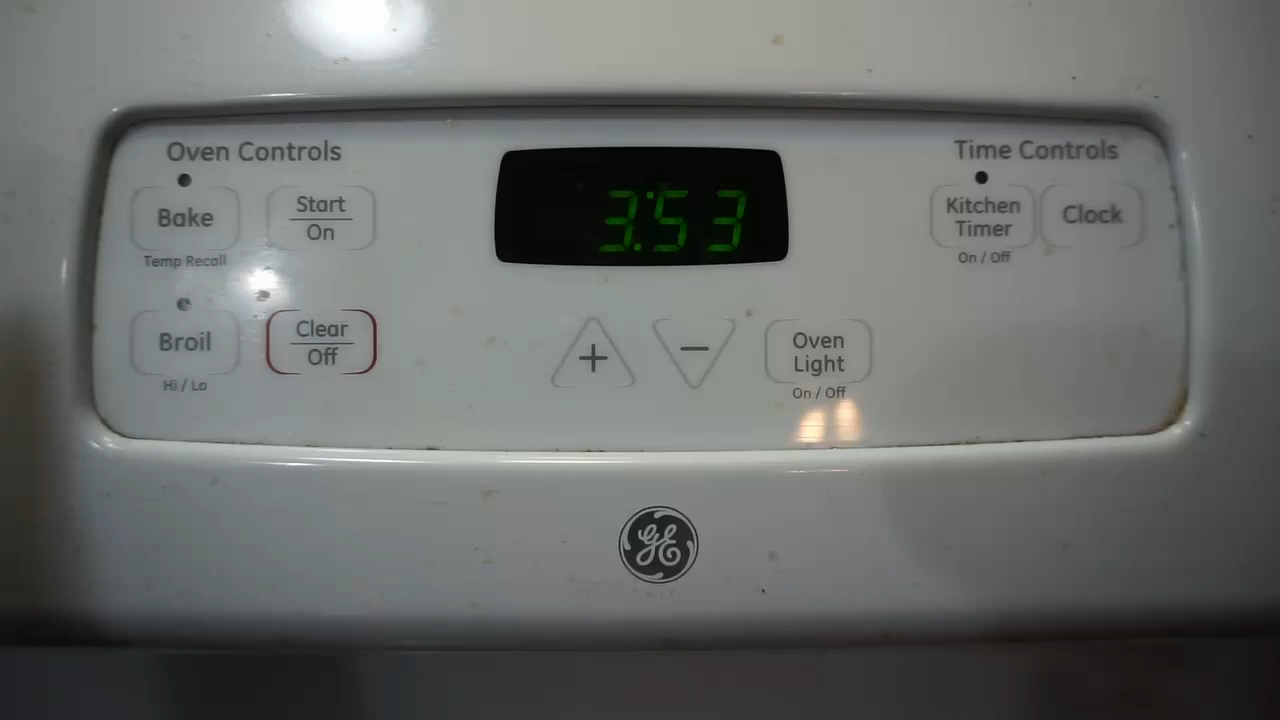 Oven Controls
Time Controls
3:53
Bake
Temp Recall
Start
On
Kitchen
Timer
On / Off
Clock
Broil
Hi / Lo
Clear
Off
+
−
Oven
Light
On / Off
GE